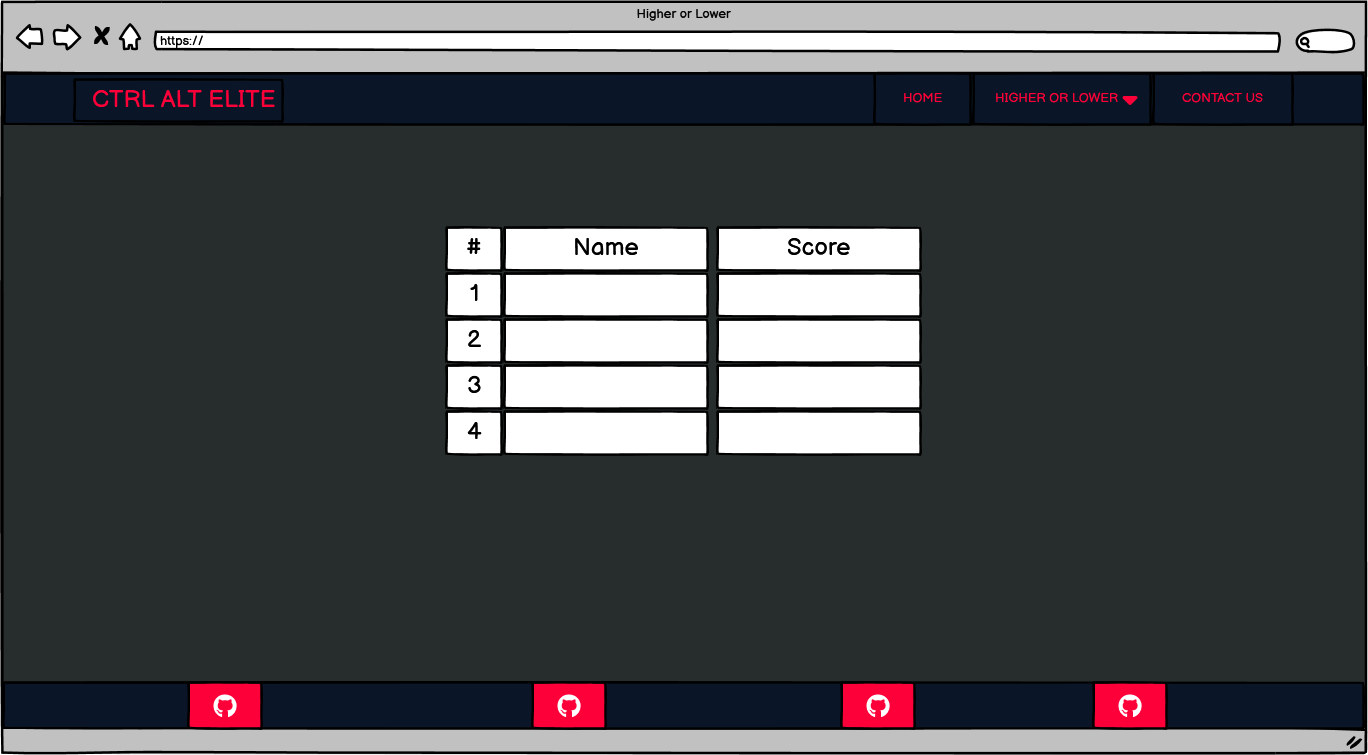 Higher or Lower
https://
CTRL ALT ELITE
HOME
HIGHER OR LOWER
CONTACT US
# Name Score
1
2
3
4